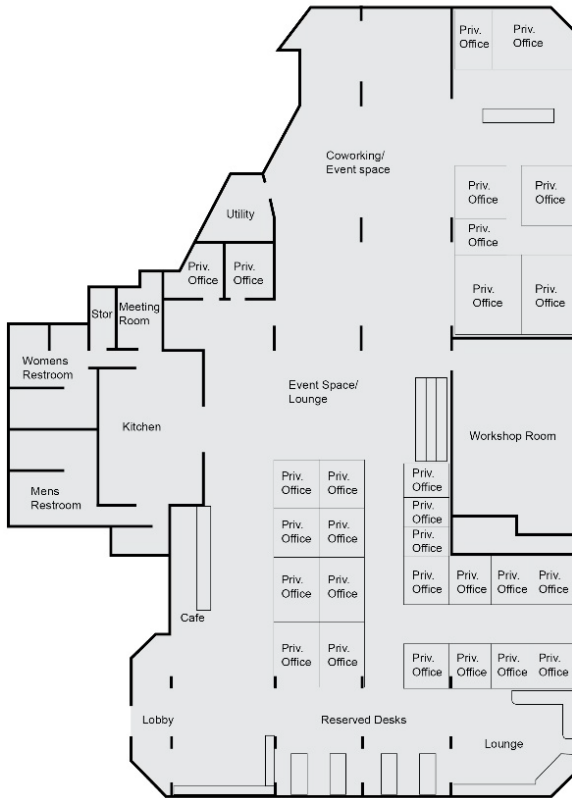 Priv.
Office
Priv.
Office
Coworking/
Event space
Priv.
Office
Priv.
Office
Utility
Priv.
Office
Priv.
Office
Priv.
Office
Priv.
Office
Priv.
Office
Stor
Meeting
Room
Womens
Restroom
Event Space/
Lounge
Kitchen
Workshop Room
Mens
Restroom
Priv.
Office
Priv.
Office
Priv.
Office
Priv.
Office
Priv.
Office
Priv.
Office
Priv.
Office
Priv.
Office
Priv.
Office
Priv.
Office
Priv.
Office
Priv.
Office
Priv.
Office
Cafe
Priv.
Office
Priv.
Office
Priv.
Office
Priv.
Office
Priv.
Office
Priv.
Office
Lobby
Reserved Desks
Lounge